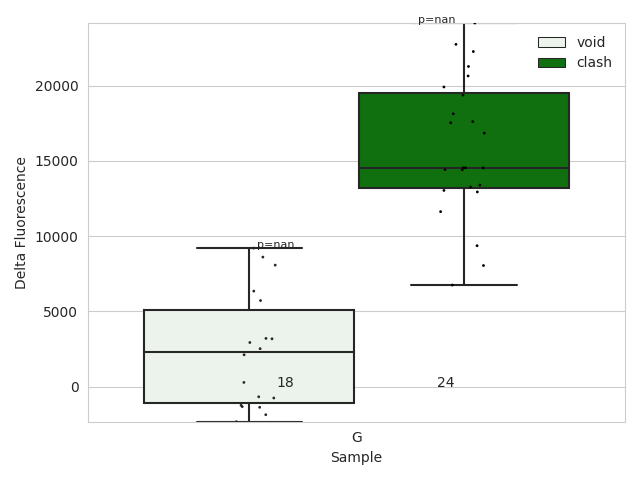 p=nan
void
clash
20000
15000
10000
5000
0
Delta Fluorescence
p=nan
18
24
G
Sample